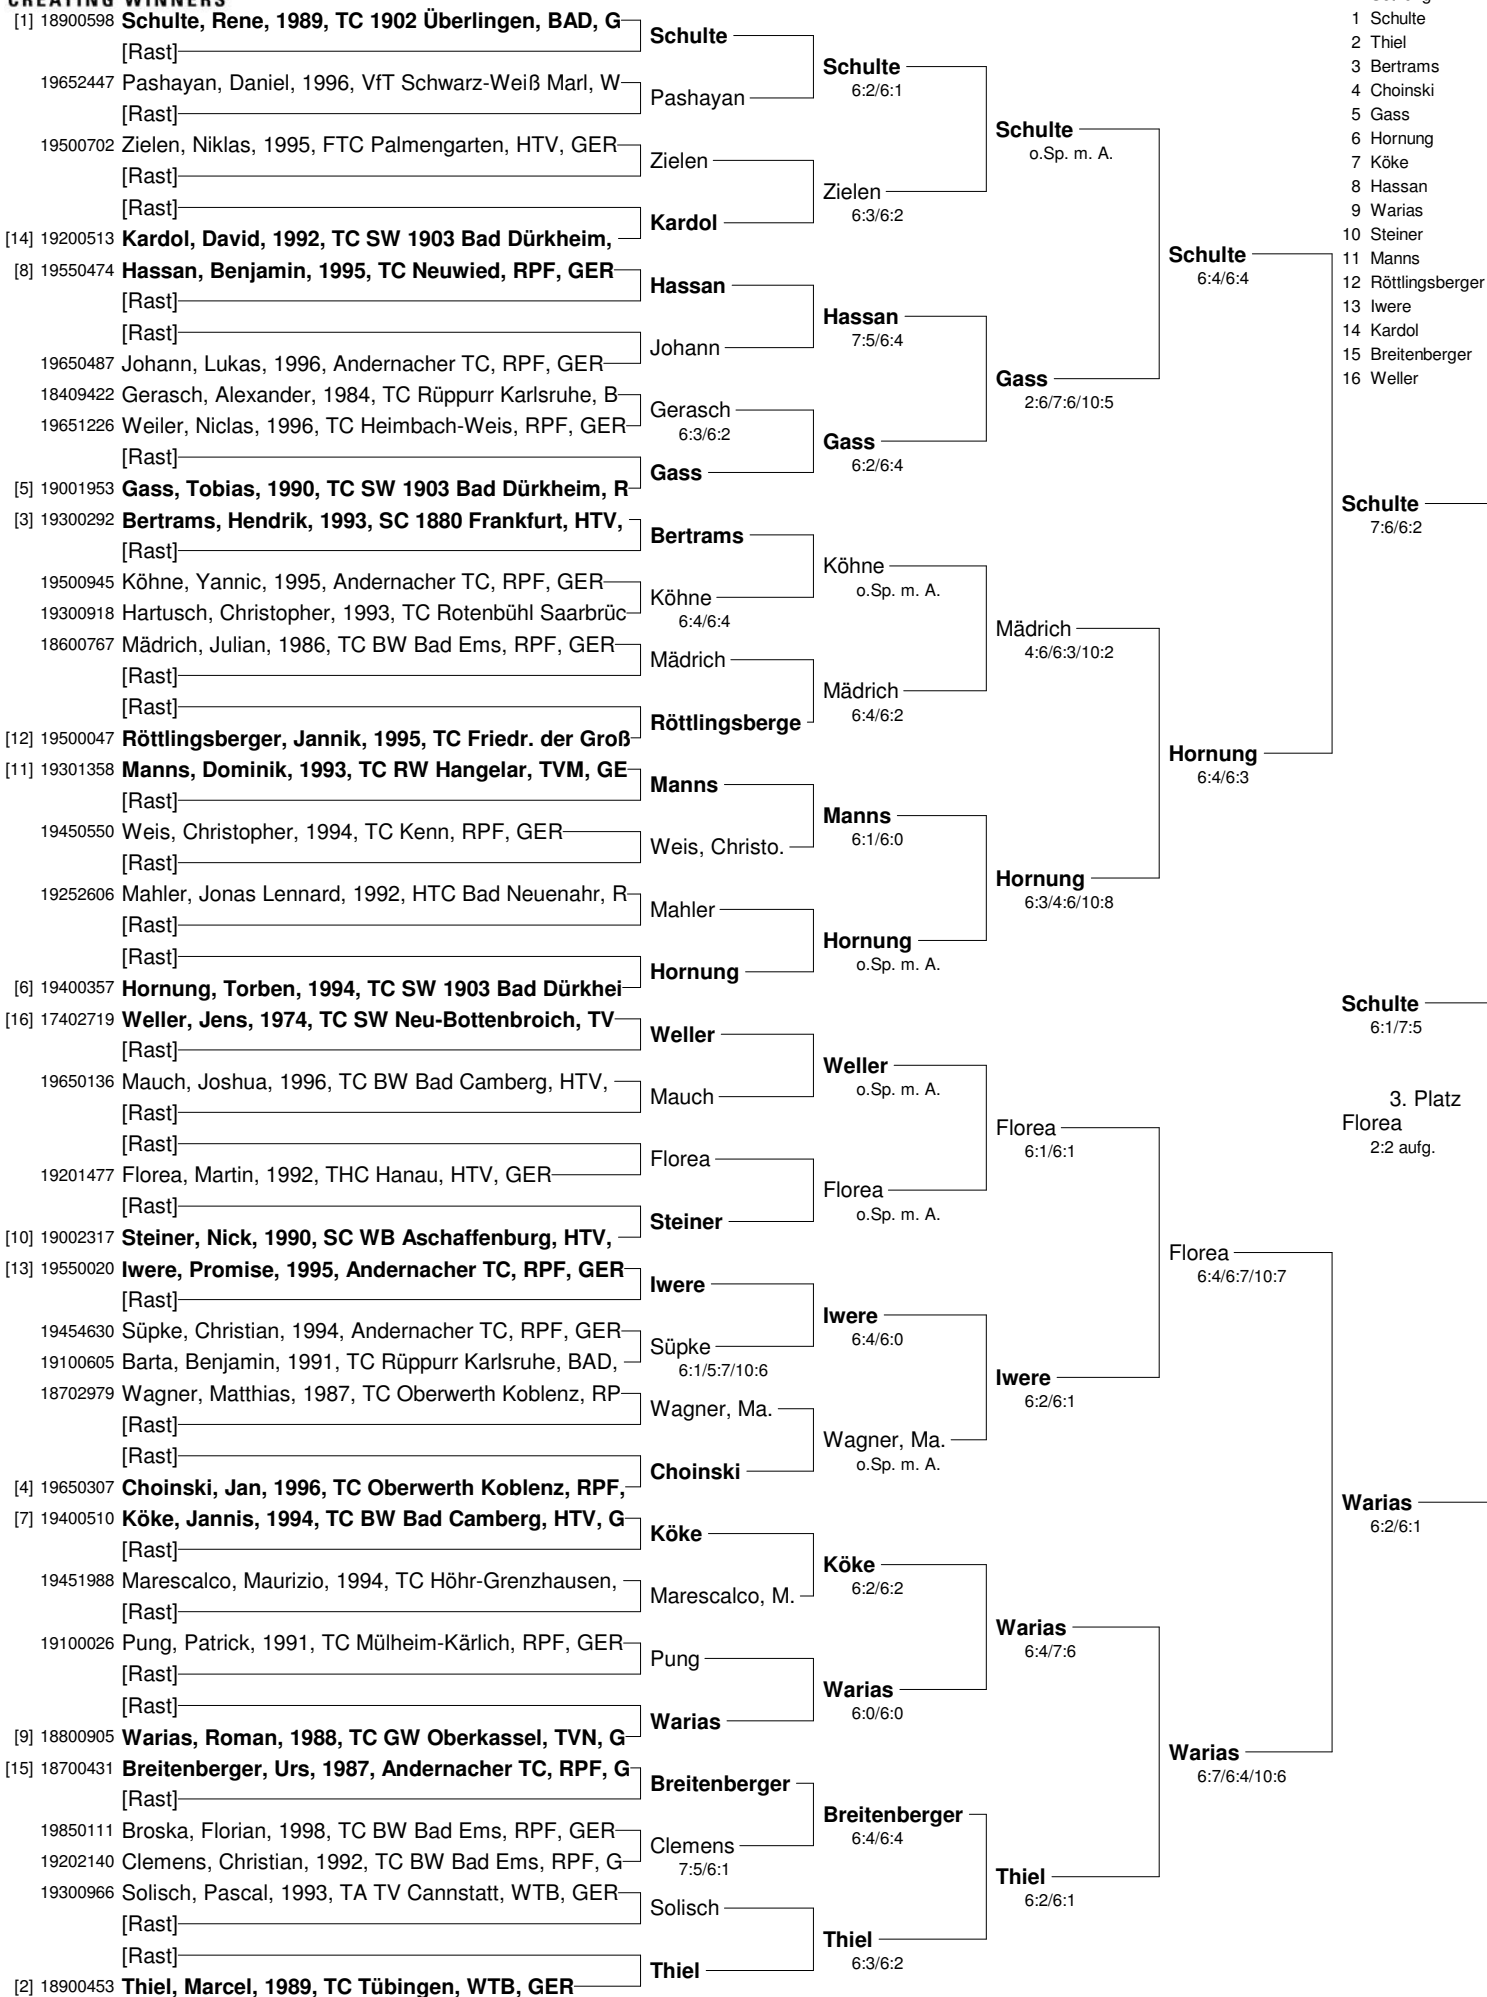 CREATING WINNERS
[1] 18900598 Schulte, Rene, 1989, TC 1902 Überlingen, BAD, G
[Rast]
19652447 Pashayan, Daniel, 1996, VfT Schwarz-Weiß Marl, W
[Rast]
19500702 Zielen, Niklas, 1995, FTC Palmengarten, HTV, GER
[Rast]
[Rast]
[14] 19200513 Kardol, David, 1992, TC SW 1903 Bad Dürkheim,
[8] 19550474 Hassan, Benjamin, 1995, TC Neuwied, RPF, GER
[Rast]
[Rast]
19650487 Johann, Lukas, 1996, Andernacher TC, RPF, GER
18409422 Gerasch, Alexander, 1984, TC Rüppurr Karlsruhe, B
19651226 Weiler, Niclas, 1996, TC Heimbach-Weis, RPF, GER
[Rast]
[5] 19001953 Gass, Tobias, 1990, TC SW 1903 Bad Dürkheim, R
[3] 19300292 Bertrams, Hendrik, 1993, SC 1880 Frankfurt, HTV,
[Rast]
19500945 Köhne, Yannic, 1995, Andernacher TC, RPF, GER
19300918 Hartusch, Christopher, 1993, TC Rotenbühl Saarbrüc
18600767 Mädrich, Julian, 1986, TC BW Bad Ems, RPF, GER
[Rast]
[Rast]
[12] 19500047 Röttlingsberger, Jannik, 1995, TC Friedr. der Groß
[11] 19301358 Manns, Dominik, 1993, TC RW Hangelar, TVM, GE
[Rast]
19450550 Weis, Christopher, 1994, TC Kenn, RPF, GER
[Rast]
19252606 Mahler, Jonas Lennard, 1992, HTC Bad Neuenahr, R
[Rast]
[Rast]
[6] 19400357 Hornung, Torben, 1994, TC SW 1903 Bad Dürkhei
[16] 17402719 Weller, Jens, 1974, TC SW Neu-Bottenbroich, TV
[Rast]
19650136 Mauch, Joshua, 1996, TC BW Bad Camberg, HTV,
[Rast]
[Rast]
19201477 Florea, Martin, 1992, THC Hanau, HTV, GER
[Rast]
[10] 19002317 Steiner, Nick, 1990, SC WB Aschaffenburg, HTV,
[13] 19550020 Iwere, Promise, 1995, Andernacher TC, RPF, GER
[Rast]
19454630 Süpke, Christian, 1994, Andernacher TC, RPF, GER
19100605 Barta, Benjamin, 1991, TC Rüppurr Karlsruhe, BAD,
18702979 Wagner, Matthias, 1987, TC Oberwerth Koblenz, RP
[Rast]
[Rast]
[4] 19650307 Choinski, Jan, 1996, TC Oberwerth Koblenz, RPF,
[7] 19400510 Köke, Jannis, 1994, TC BW Bad Camberg, HTV, G
[Rast]
19451988 Marescalco, Maurizio, 1994, TC Höhr-Grenzhausen,
[Rast]
19100026 Pung, Patrick, 1991, TC Mülheim-Kärlich, RPF, GER
[Rast]
[Rast]
[9] 18800905 Warias, Roman, 1988, TC GW Oberkassel, TVN, G
[15] 18700431 Breitenberger, Urs, 1987, Andernacher TC, RPF, G
[Rast]
19850111 Broska, Florian, 1998, TC BW Bad Ems, RPF, GER
19202140 Clemens, Christian, 1992, TC BW Bad Ems, RPF, G
19300966 Solisch, Pascal, 1993, TA TV Cannstatt, WTB, GER
[Rast]
[Rast]
[2] 18900453 Thiel, Marcel, 1989, TC Tübingen, WTB, GER
Schulte
Pashayan
Zielen
Kardol
Hassan
Johann
Gerasch
6:3/6:2
Gass
Bertrams
Köhne
6:4/6:4
Mädrich
Röttlingsberge
Manns
Weis, Christo.
Mahler
Hornung
Weller
Mauch
Florea
Steiner
Iwere
Süpke
6:1/5:7/10:6
Wagner, Ma.
Choinski
Köke
Marescalco, M.
Pung
Warias
Breitenberger
Clemens
7:5/6:1
Solisch
Thiel
Schulte
6:2/6:1
Zielen
6:3/6:2
Hassan
7:5/6:4
Gass
6:2/6:4
Köhne
o.Sp. m. A.
Mädrich
6:4/6:2
Manns
6:1/6:0
Hornung
o.Sp. m. A.
Weller
o.Sp. m. A.
Florea
o.Sp. m. A.
Iwere
6:4/6:0
Wagner, Ma.
o.Sp. m. A.
Köke
6:2/6:2
Warias
6:0/6:0
Breitenberger
6:4/6:4
Thiel
6:3/6:2
Schulte
o.Sp. m. A.
Gass
2:6/7:6/10:5
Mädrich
4:6/6:3/10:2
Hornung
6:3/4:6/10:8
Florea
6:1/6:1
Iwere
6:2/6:1
Warias
6:4/7:6
Thiel
6:2/6:1
Schulte
6:4/6:4
Hornung
6:4/6:3
Florea
6:4/6:7/10:7
Warias
6:7/6:4/10:6
1 Schulte
2 Thiel
3 Bertrams
4 Choinski
5 Gass
6 Hornung
7 Köke
8 Hassan
9 Warias
10 Steiner
11 Manns
12 Röttlingsberger
13 Iwere
14 Kardol
15 Breitenberger
16 Weller
Schulte
7:6/6:2
Schulte
6:1/7:5
3. Platz
Florea
2:2 aufg.
Warias
6:2/6:1